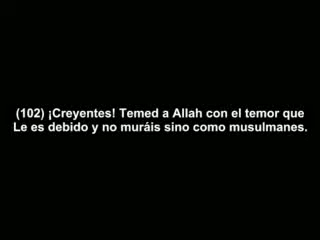 (102) ¡Creyentes! Temed a Allah con el temor que
Le es debido y no muráis sino como musulmanes.